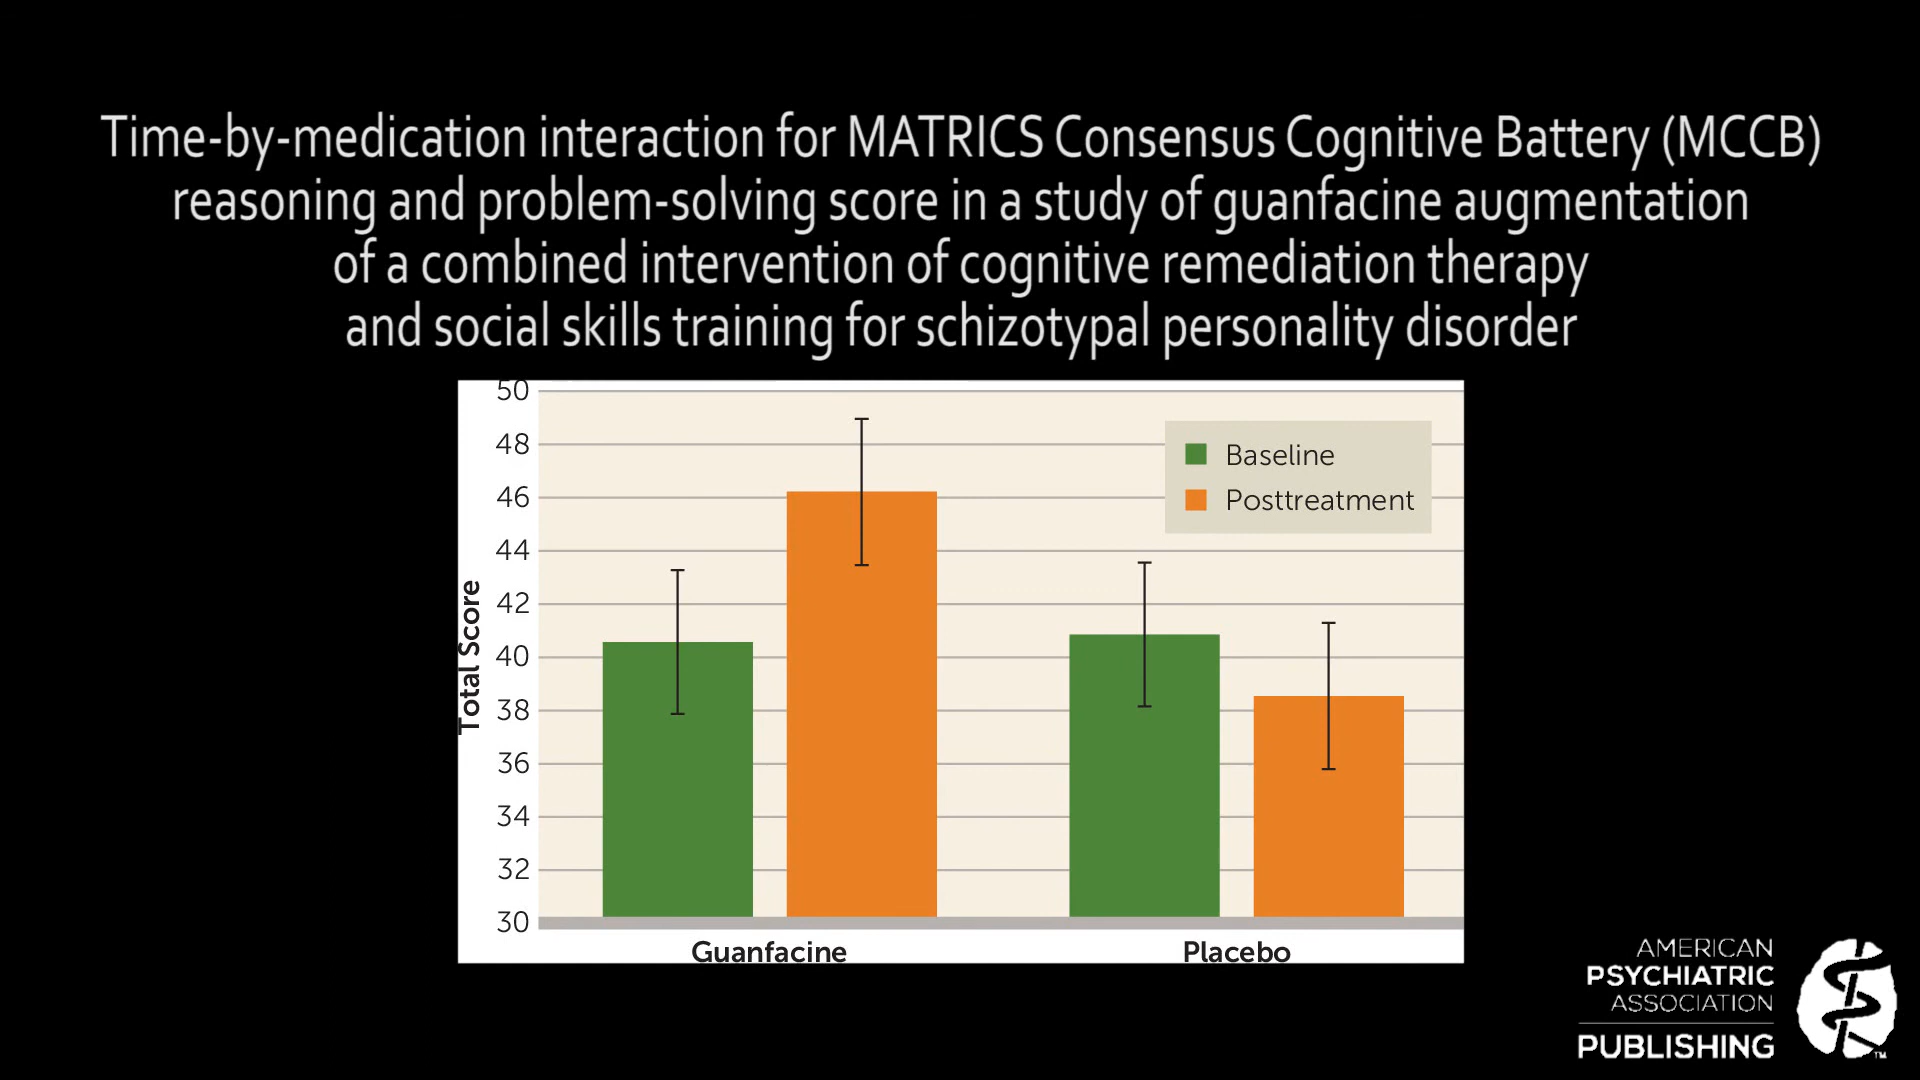 Time-by-medication interaction for MATRICS Consensus Cognitive Battery (MCCB)
reasoning and problem-solving score in a study of guanfacine augmentation
of a combined intervention of cognitive remediation therapy
and social skills training for schizotypal personality disorder
50
48
46
44
42
40
38
36
34
32
30
Total Score
Baseline
Posttreatment
Guanfacine
Placebo
AMERICAN
PSYCHIATRIC
ASSOCIATION
PUBLISHING
TM